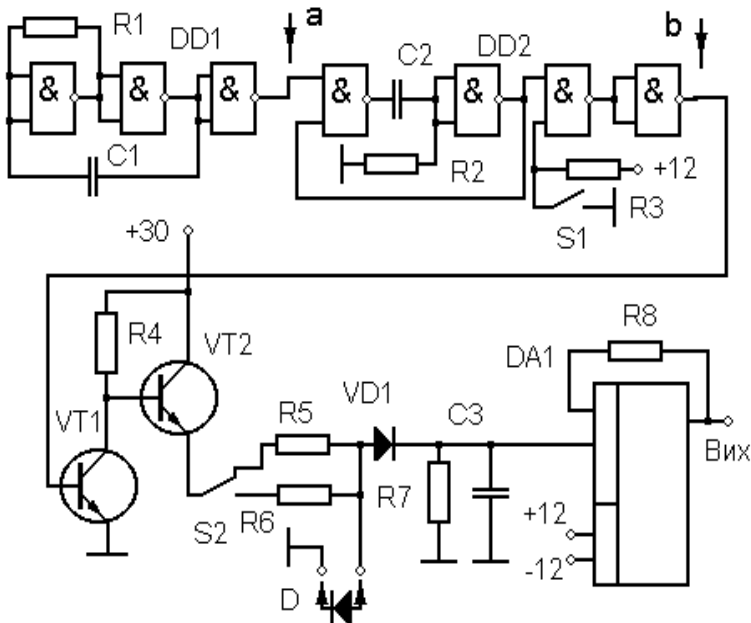 R1
DD1
a
C2
DD2
b
&
&
&
&
&
&
&
C1
R2
+12
R3
S1
+30
R4
VT2
VT1
R5
VD1
C3
DA1
R8
Вих
S2
R6
R7
+12
-12
D